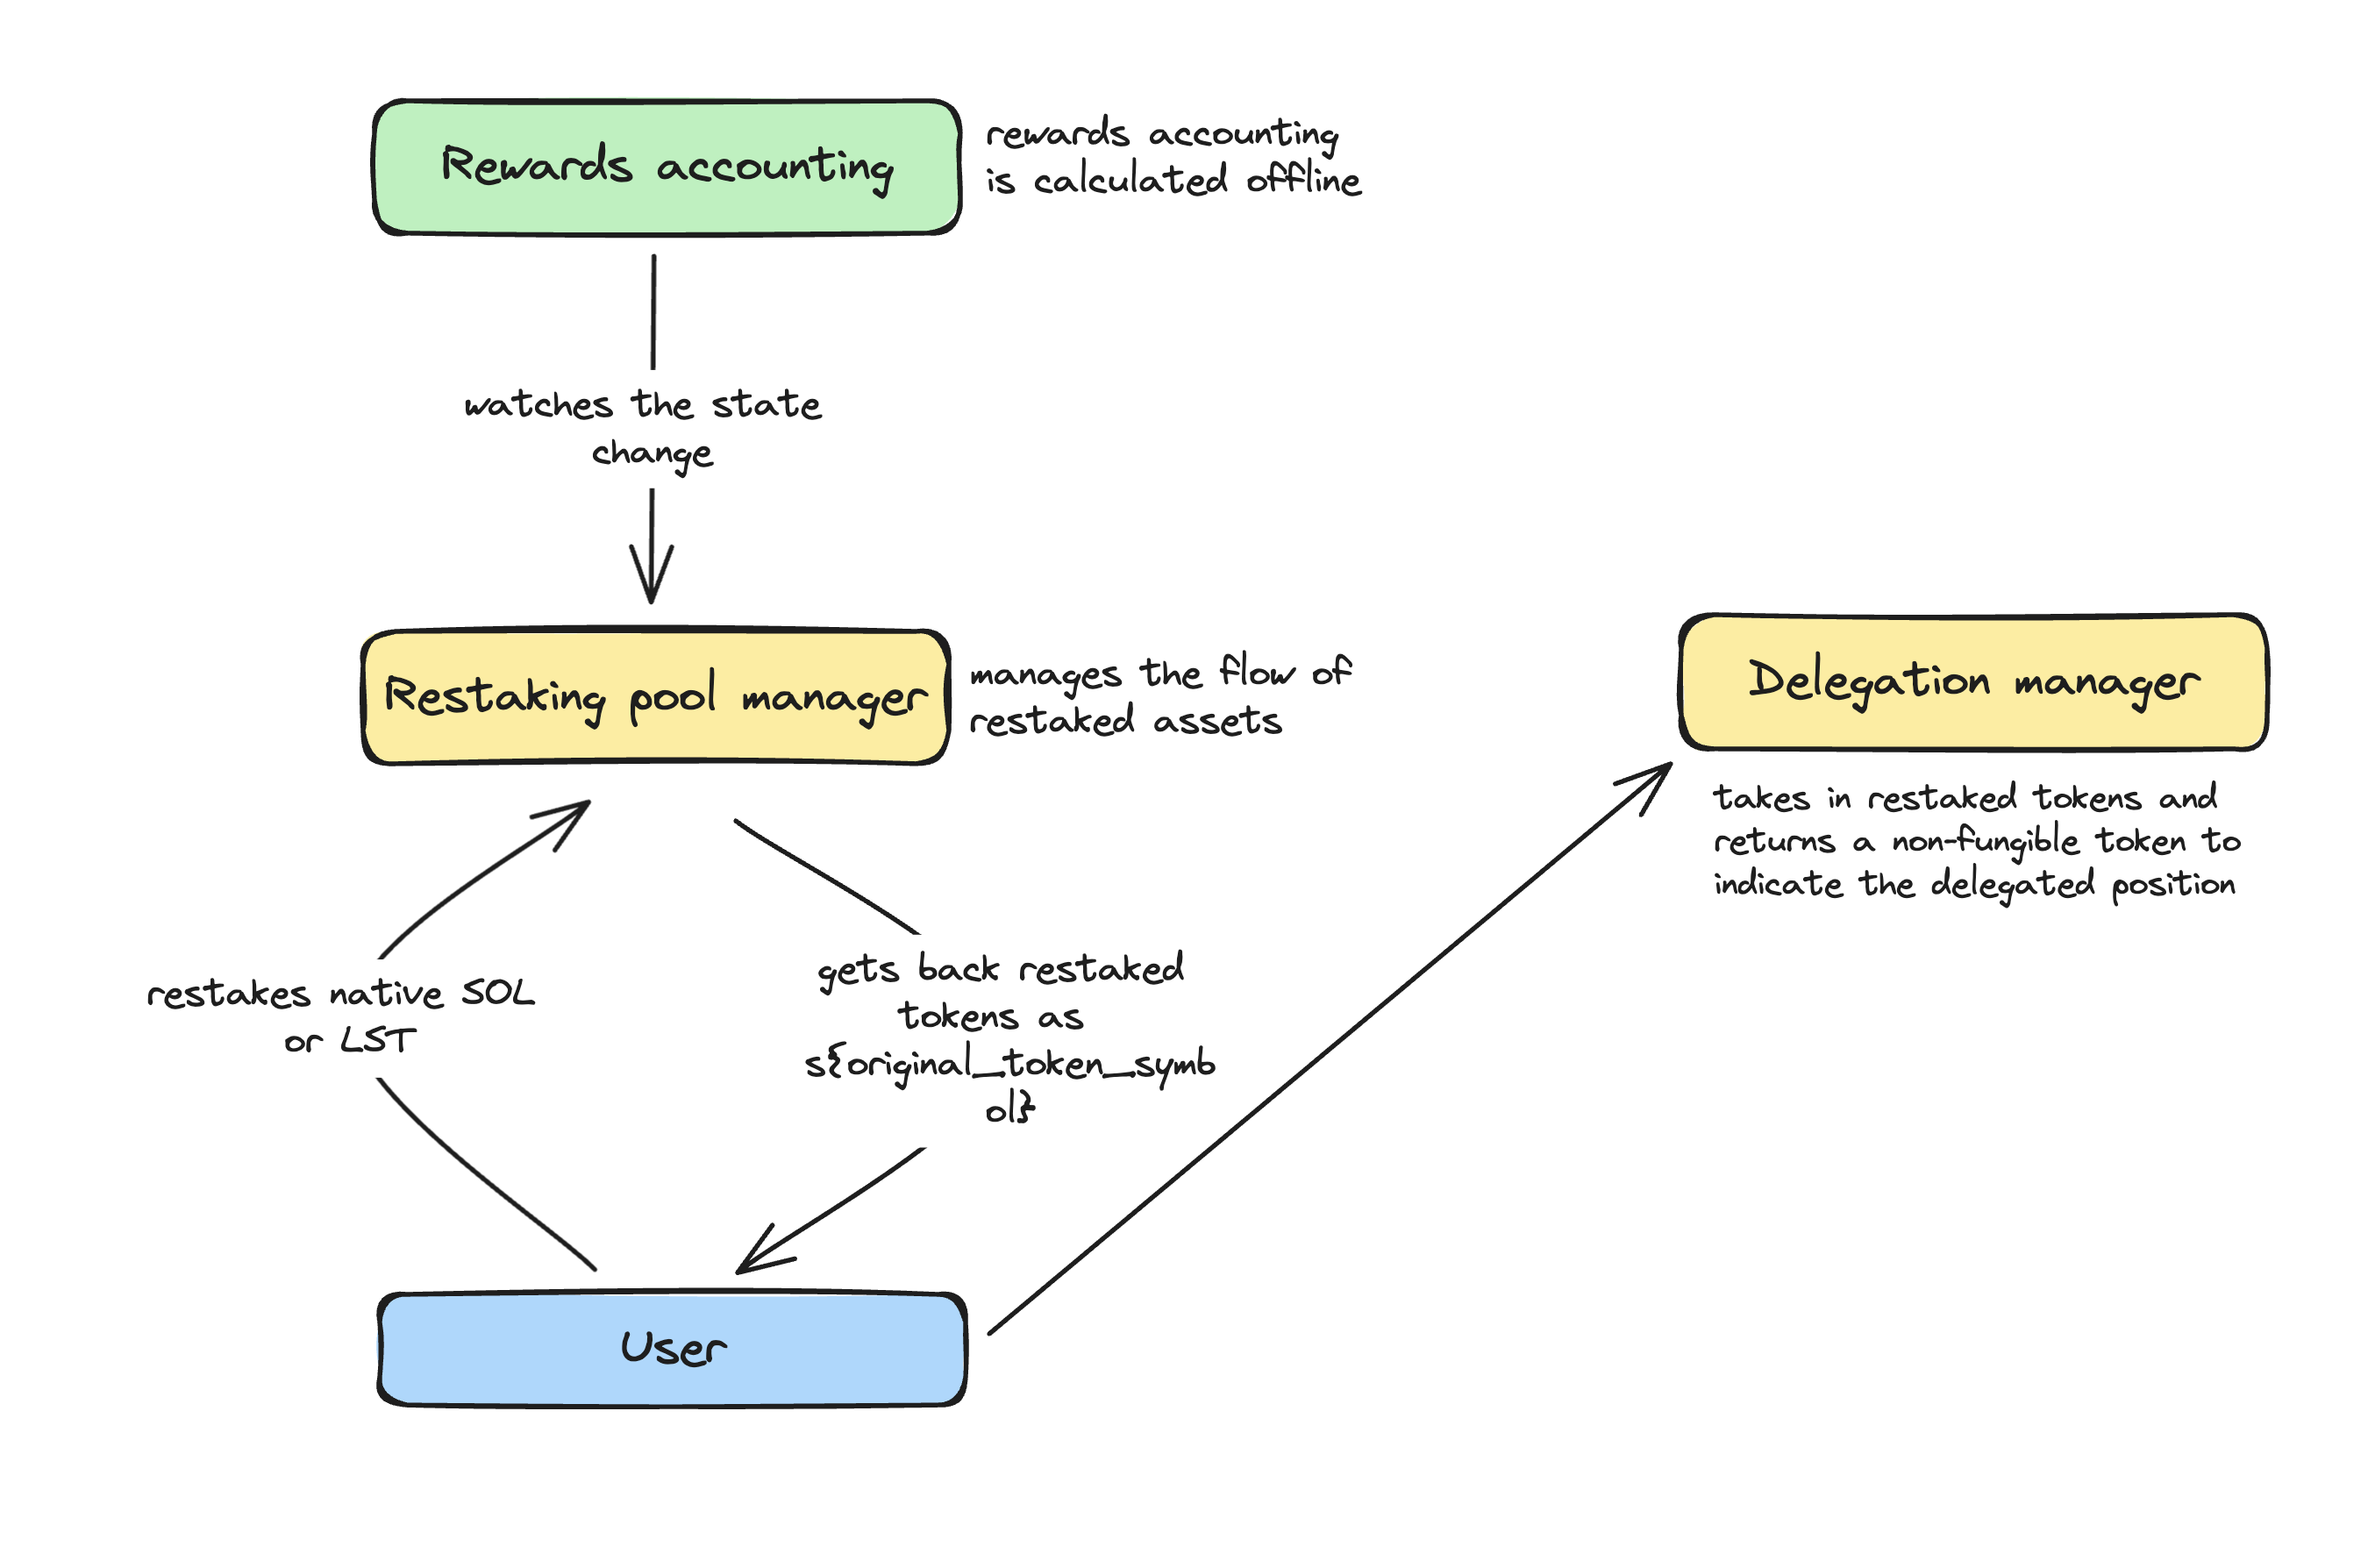 Rewards accounting
rewards accounting
is calculated offline
watches the state
change
Restaking pool manager
manages the flow of
restaked assets
Delegation manager
takes in restaked tokens and
returns a non-fungible token to
indicate the delegated position
restakes native SOL
or LST
gets back restaked
tokens as
s{original_token_symb
ol}
User